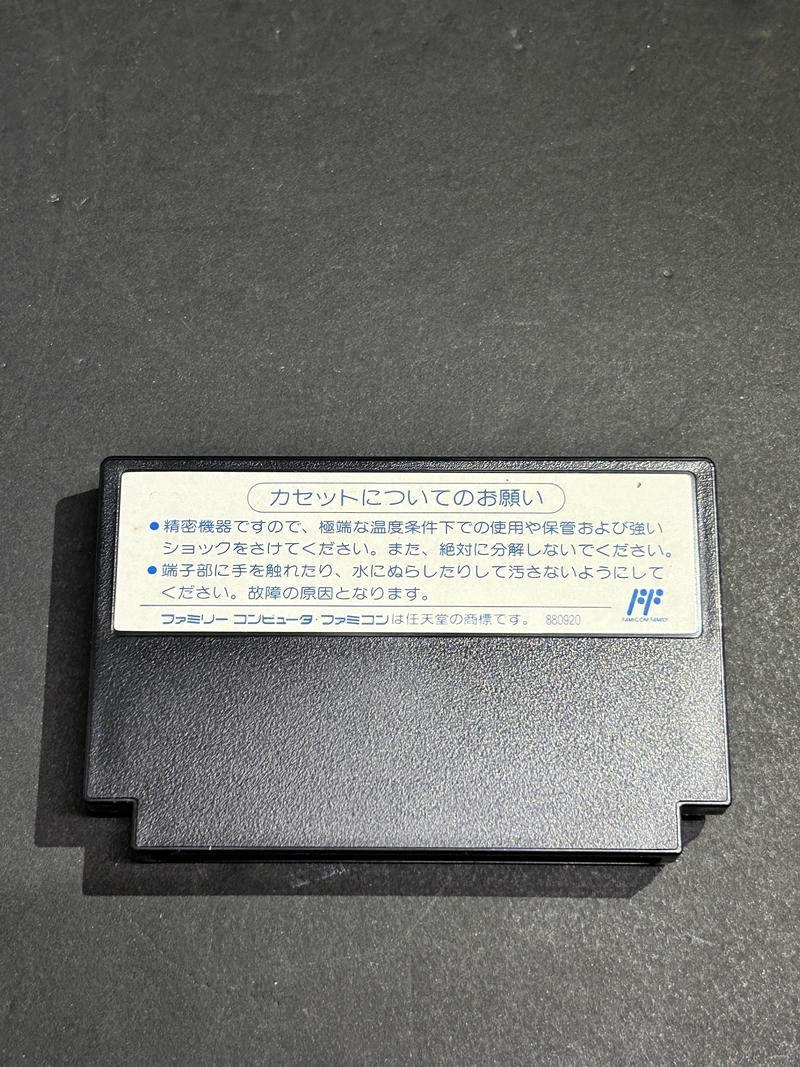 カセットについてのお願い
●精密機器ですので、極端な温度条件下での使用や保管および強い
ショックをさけてください。また、絶対に分解しないでください。
●端子部に手を触れたり、水にぬらしたりして汚さないようにして
ください。故障の原因となります。
ファミリー コンピュータ・ファミコンは任天堂の商標です。 880920
FAMICOM FAMILY